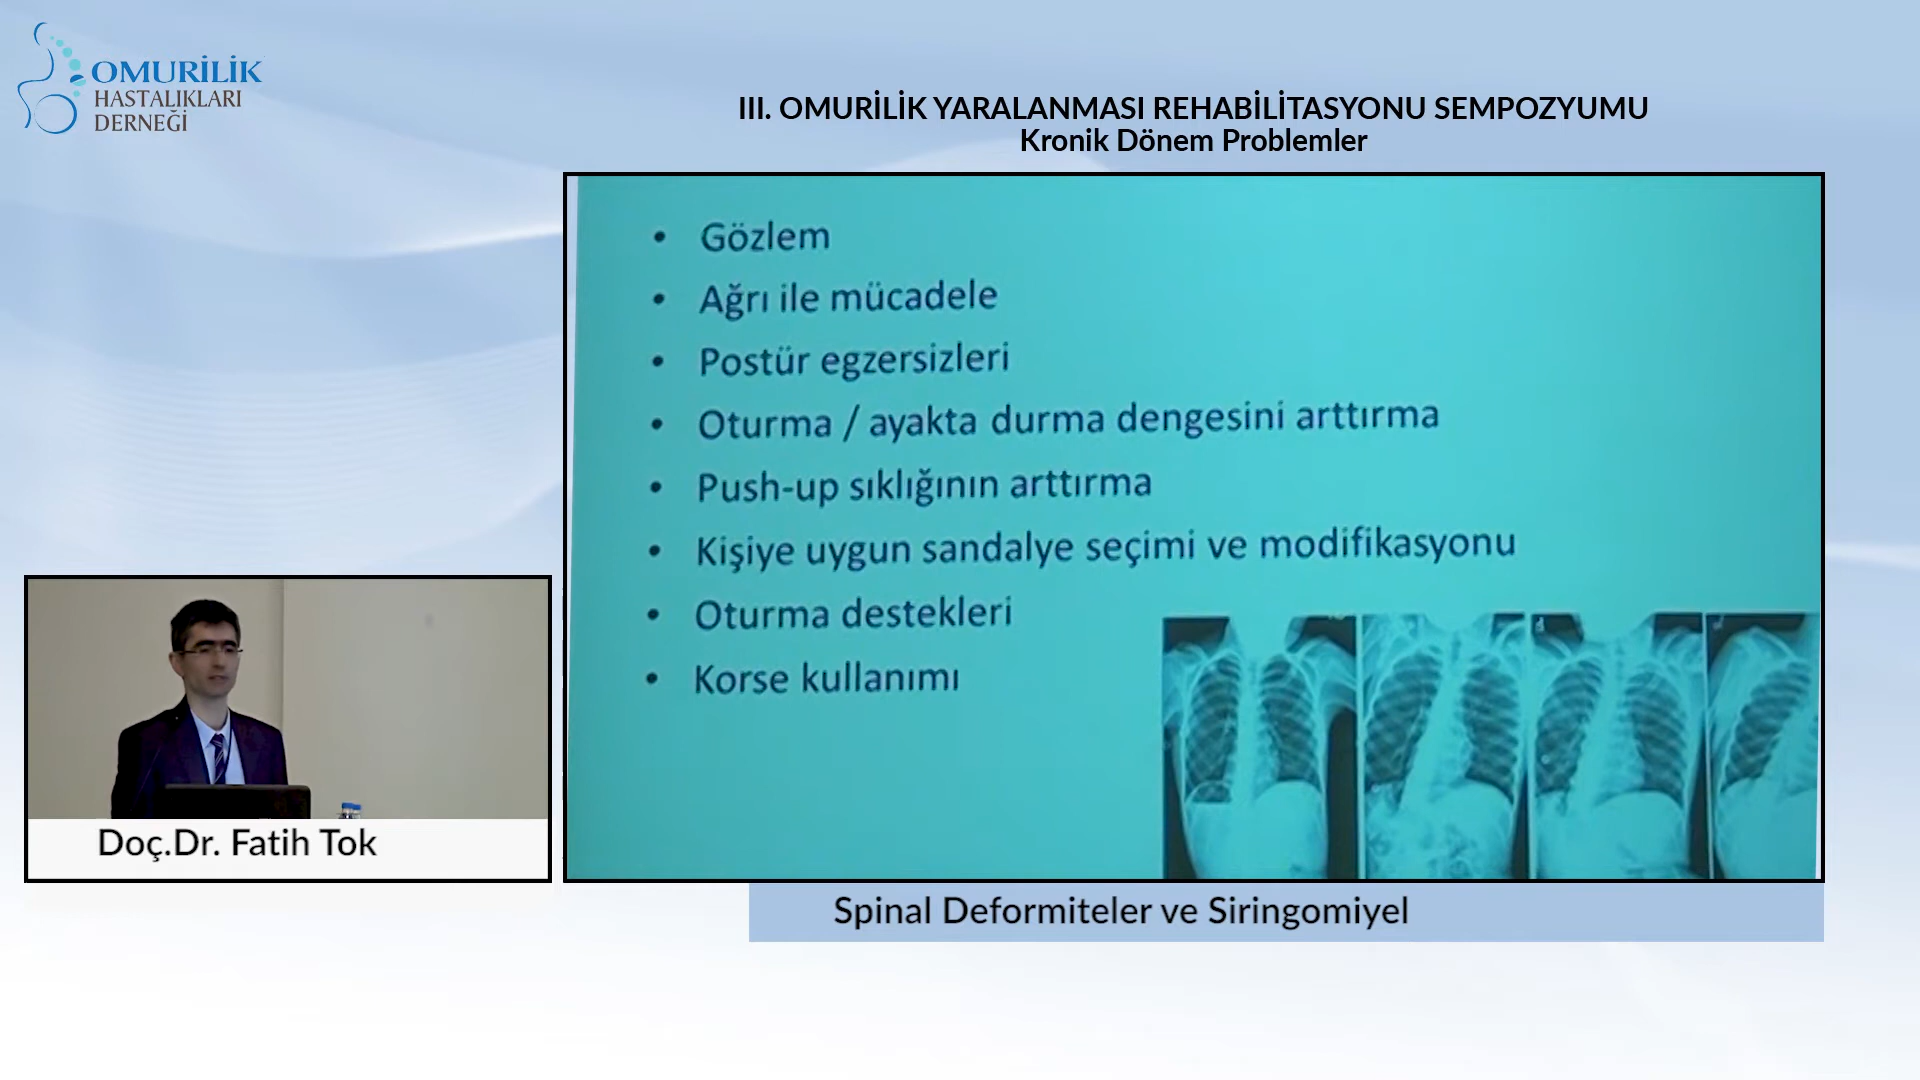 OMURİLİK
HASTALIKLARI
DERNEĞİ
III. OMURİLİK YARALANMASI REHABİLİTASYONU SEMPOZYUMU
Kronik Dönem Problemler
• Gözlem
• Ağrı ile mücadele
• Postür egzersizleri
• Oturma / ayakta durma dengesini arttırma
• Push-up sıklığının arttırma
• Kişiye uygun sandalye seçimi ve modifikasyonu
• Oturma destekleri
• Korse kullanımı
Doç.Dr. Fatih Tok
Spinal Deformiteler ve Siringomiyel